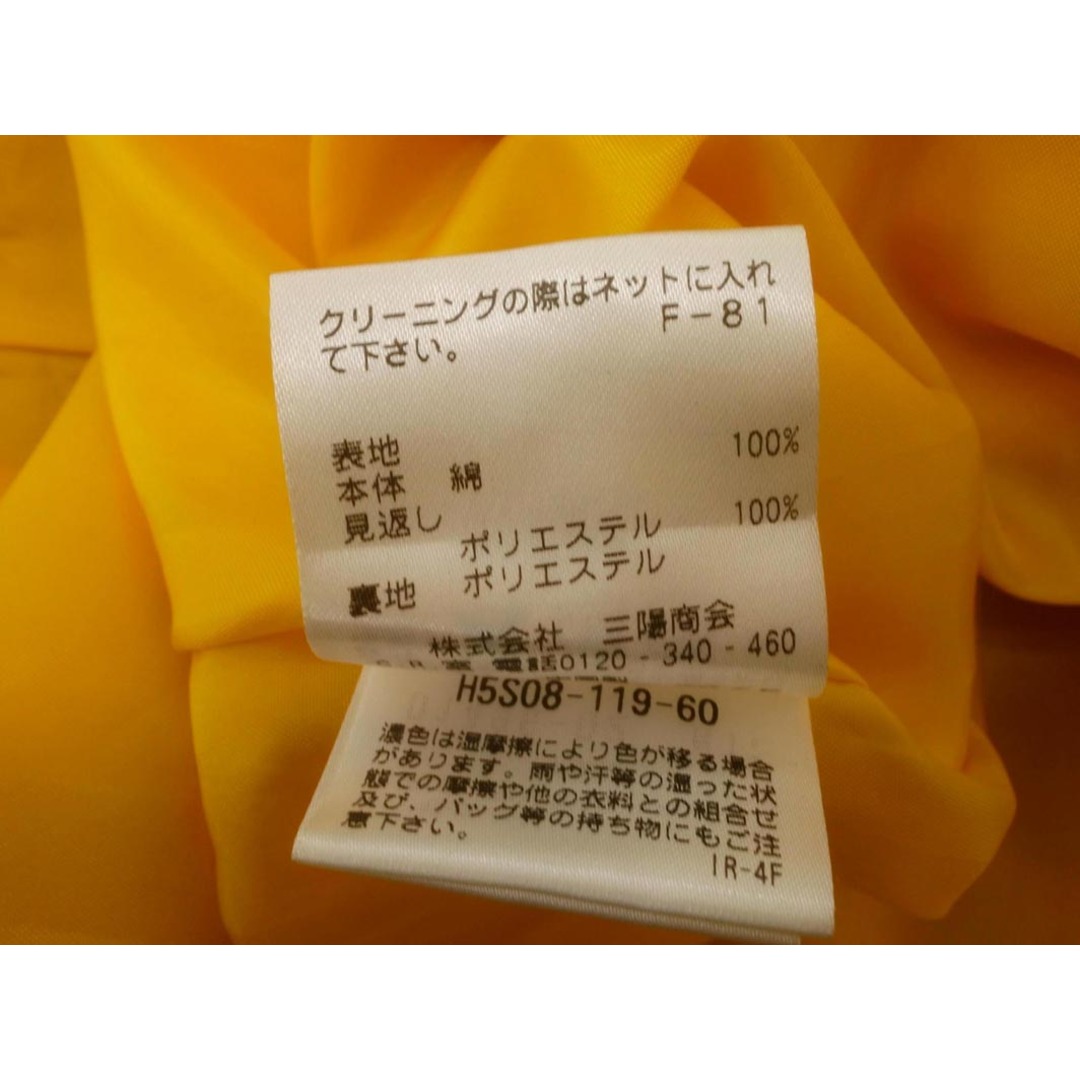 クリーニングの際はネットに入れ
て下さい。 F-81
表地
本体 綿 100%
見返し
ポリエステル 100%
裏地 ポリエステル
株式会社 三陽商会
電話0120-340-460
H5S08-119-60
濃色は湿摩擦により色が移る場合
があります。雨や汗等の湿った状
態での摩擦や他の衣料との組合せ
及び、バッグ等の持ち物にもご注
意下さい。
IR-4F